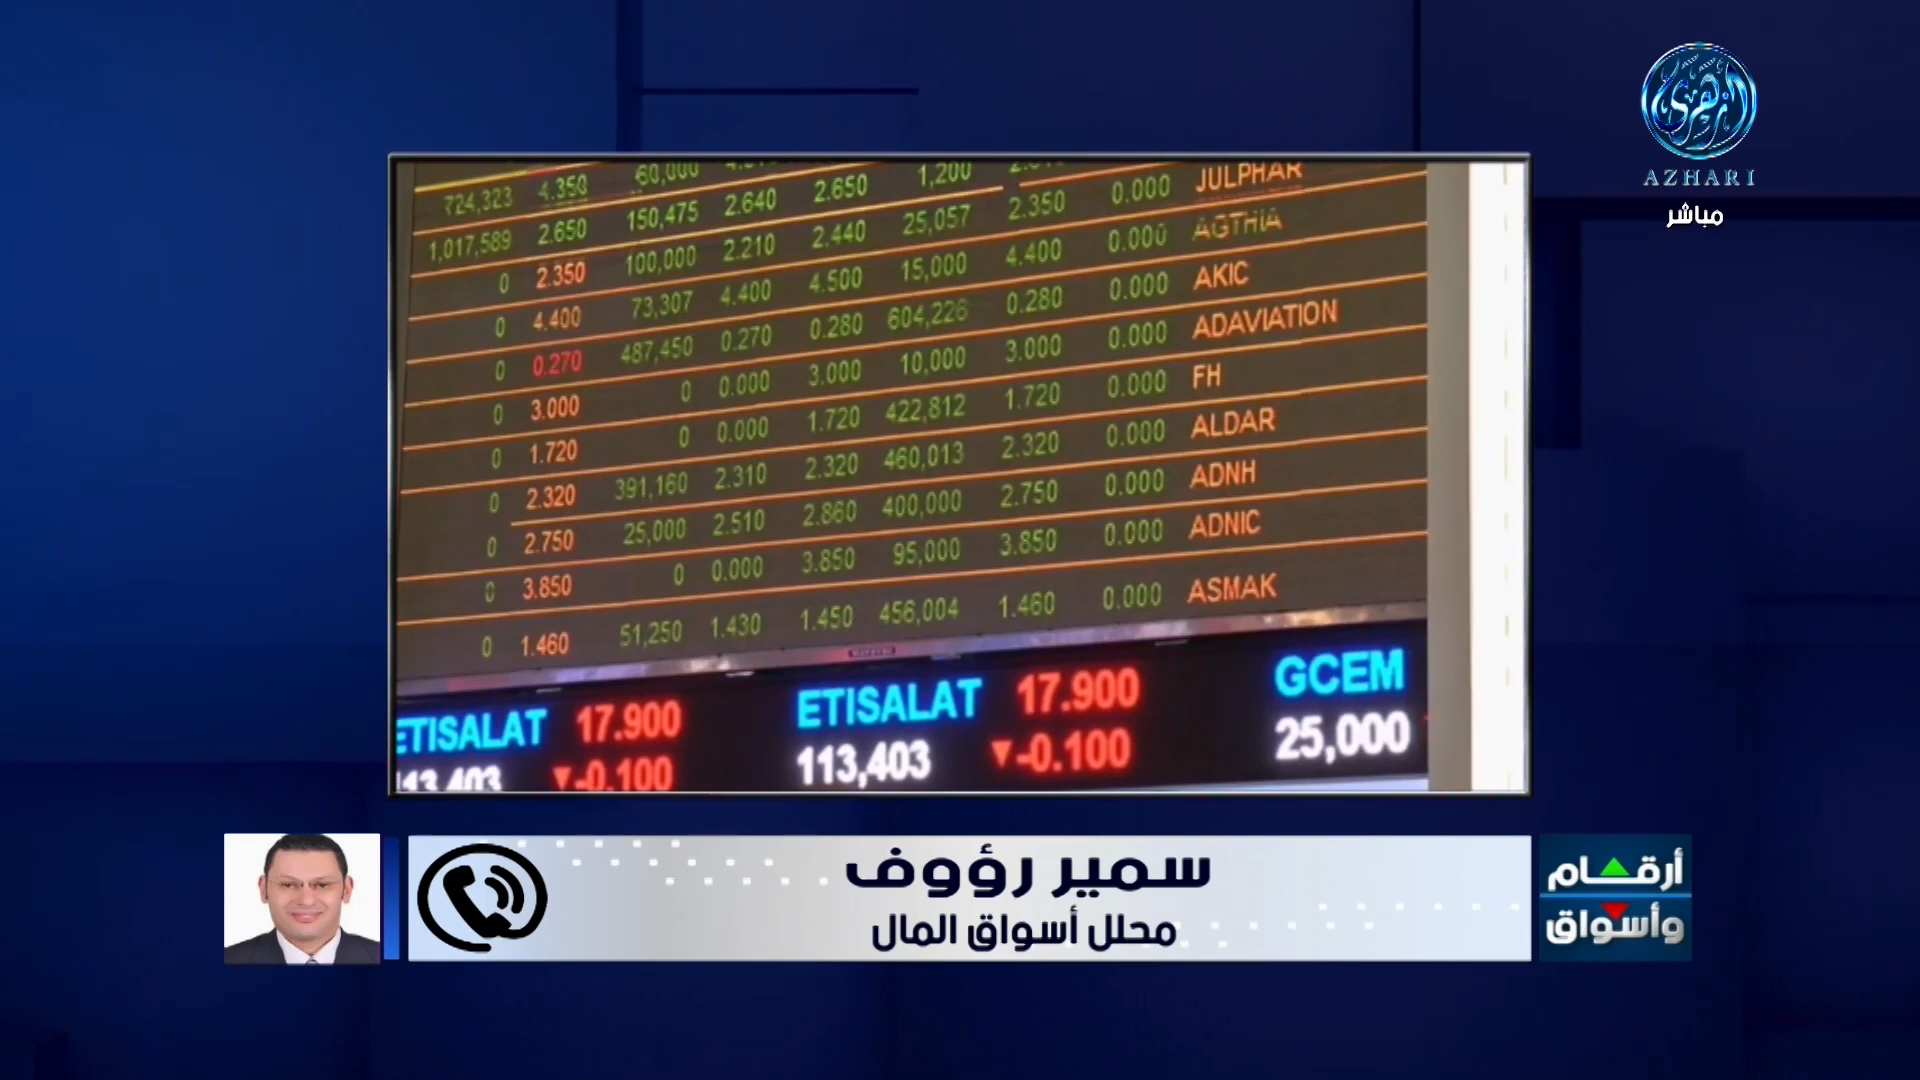 أزهري
AZHARI
مباشر
724,323 4.350 60,000 1,200 JULPHAR
1,017,589 2.650 150,475 2.640 2.650 25,057 2.350 0.000 AGTHIA
0 2.350 100,000 2.210 2.440 15,000 4.400 0.000 AKIC
0 4.400 73,307 4.400 4.500 604,226 0.280 0.000 ADAVIATION
0 0.270 487,450 0.270 0.280 10,000 3.000 0.000 FH
0 3.000 0 0.000 3.000 422,812 1.720 0.000 ALDAR
0 1.720 0 0.000 1.720 460,013 2.320 0.000 ADNH
0 2.320 391,160 2.310 2.320 400,000 2.750 0.000 ADNIC
0 2.750 25,000 2.510 2.860 95,000 3.850 0.000 ASMAK
0 3.850 0 0.000 3.850 456,004 1.460 0.000
0 1.460 51,250 1.430 1.450
ETISALAT 17.900 ETISALAT 17.900 GCEM
113,403 ▼-0.100 113,403 ▼-0.100 25,000
سمير رؤوف
محلل أسواق المال
أرقام
وأسواق